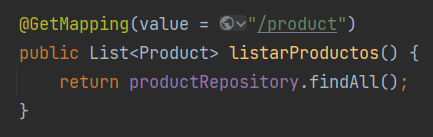 @GetMapping(value = "/product")
public List<Product> listarProductos() {
    return productRepository.findAll();
}